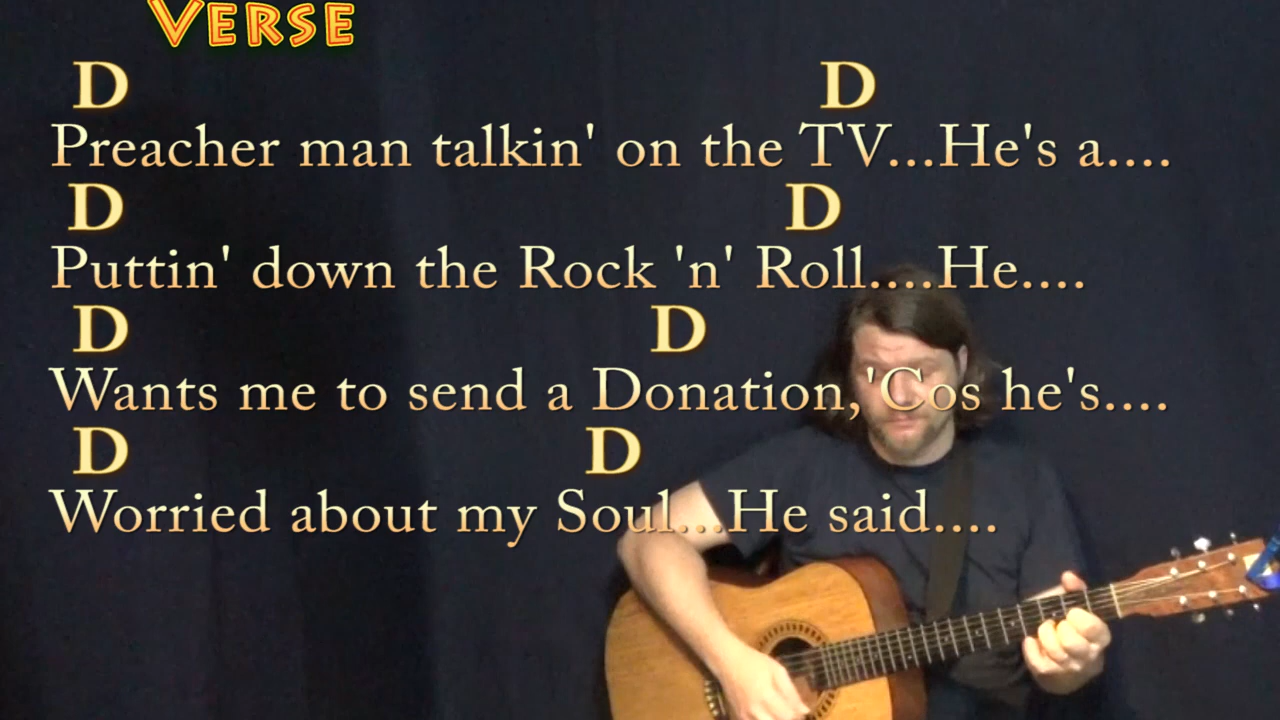 VERSE
D D
Preacher man talkin' on the TV...He's a....
D D
Puttin' down the Rock 'n' Roll....He....
D D
Wants me to send a Donation, 'Cos he's....
D D
Worried about my Soul...He said....